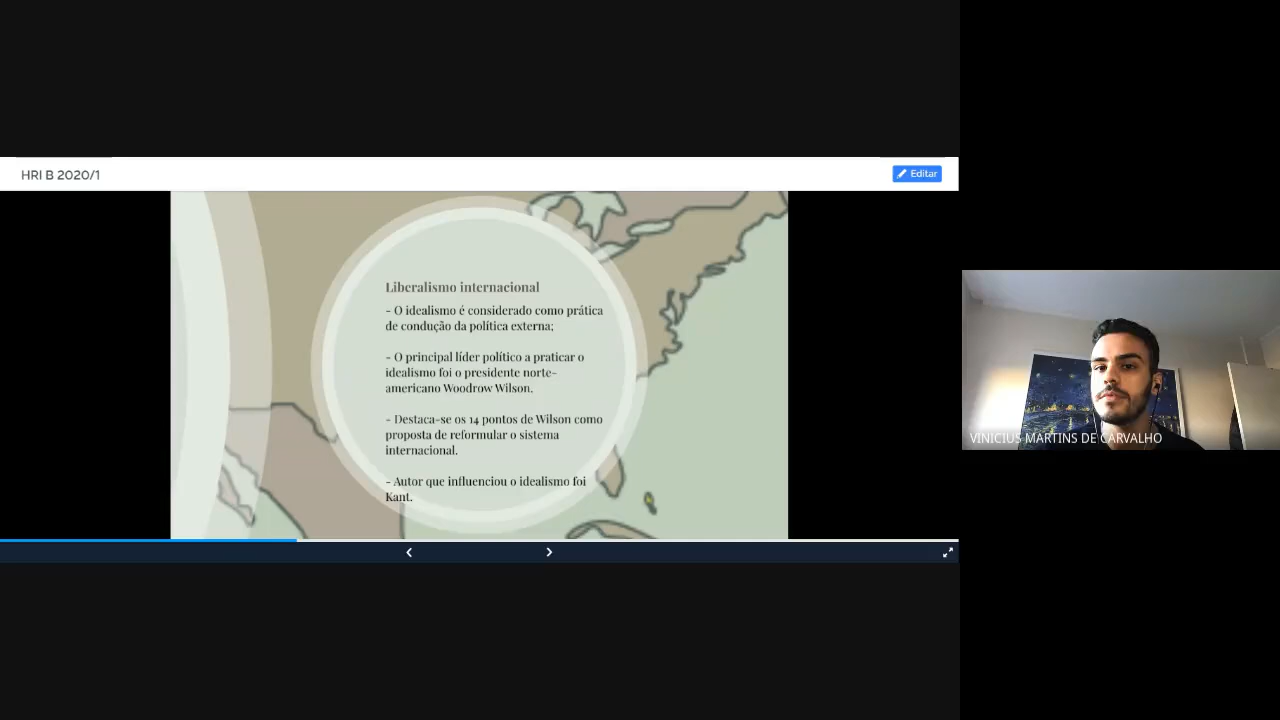 HRI B 2020/1
Editar
Liberalismo internacional
- O idealismo é considerado como prática
de condução da política externa;
- O principal líder político a praticar o
idealismo foi o presidente norte-
americano Woodrow Wilson.
- Destaca-se os 14 pontos de Wilson como
proposta de reformular o sistema
internacional.
- Autor que influenciou o idealismo foi
Kant.
VINICIUS MARTINS DE CARVALHO